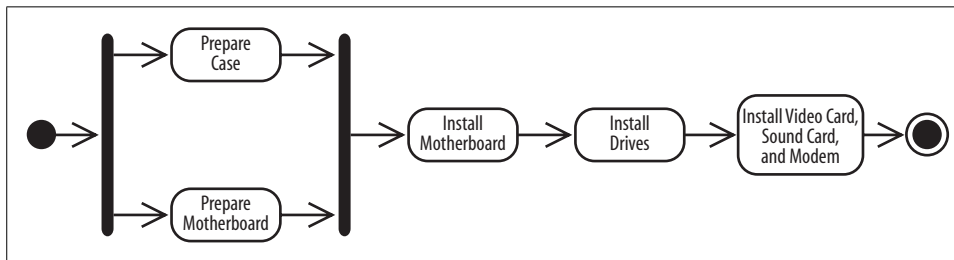 Prepare
Case
Prepare
Motherboard
Install
Motherboard
Install
Drives
Install Video Card,
Sound Card,
and Modem